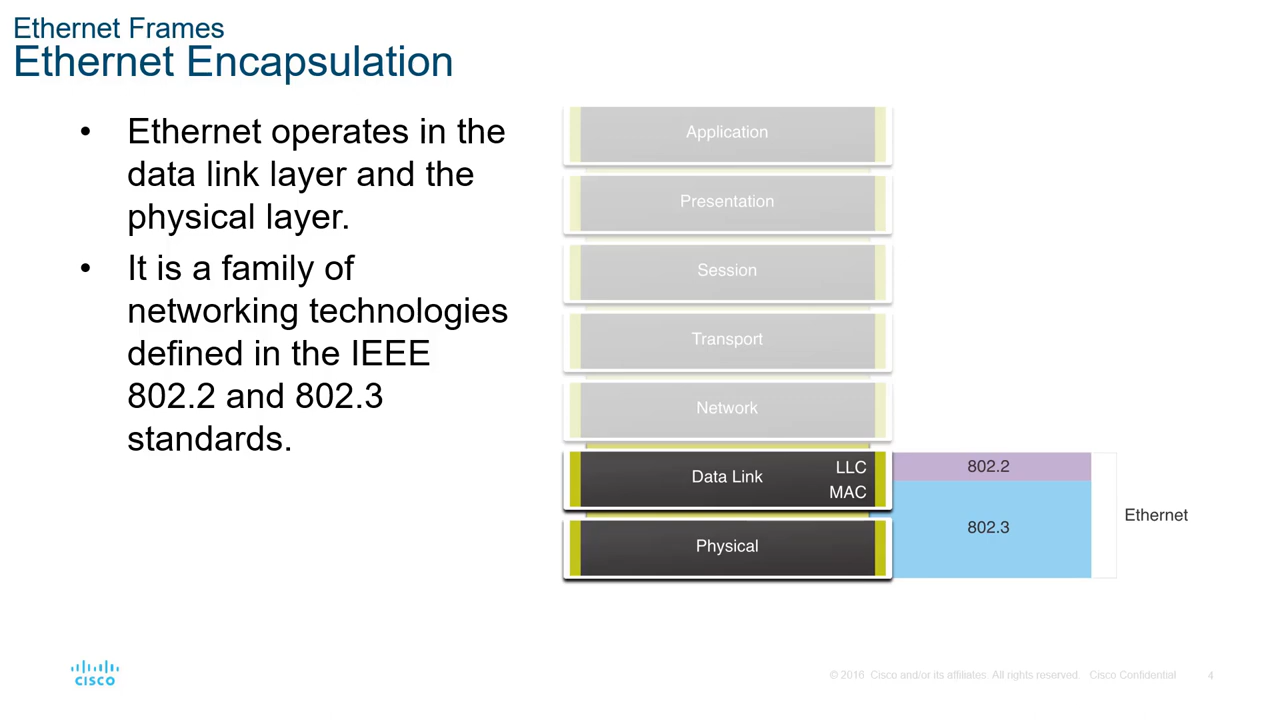 Ethernet Frames
Ethernet Encapsulation
• Ethernet operates in the
data link layer and the
physical layer.
• It is a family of
networking technologies
defined in the IEEE
802.2 and 802.3
standards.
Application
Presentation
Session
Transport
Network
Data Link
LLC
MAC
Physical
802.2
802.3
Ethernet
CISCO
© 2016 Cisco and/or its affiliates. All rights reserved. Cisco Confidential
4